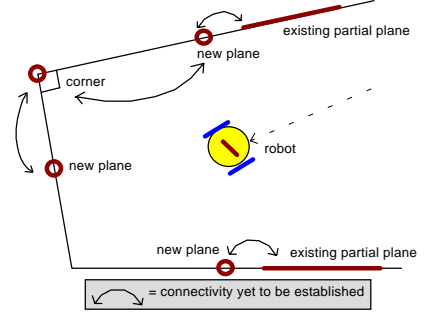 existing partial plane
new plane
corner
robot
new plane
new plane
existing partial plane
= connectivity yet to be established